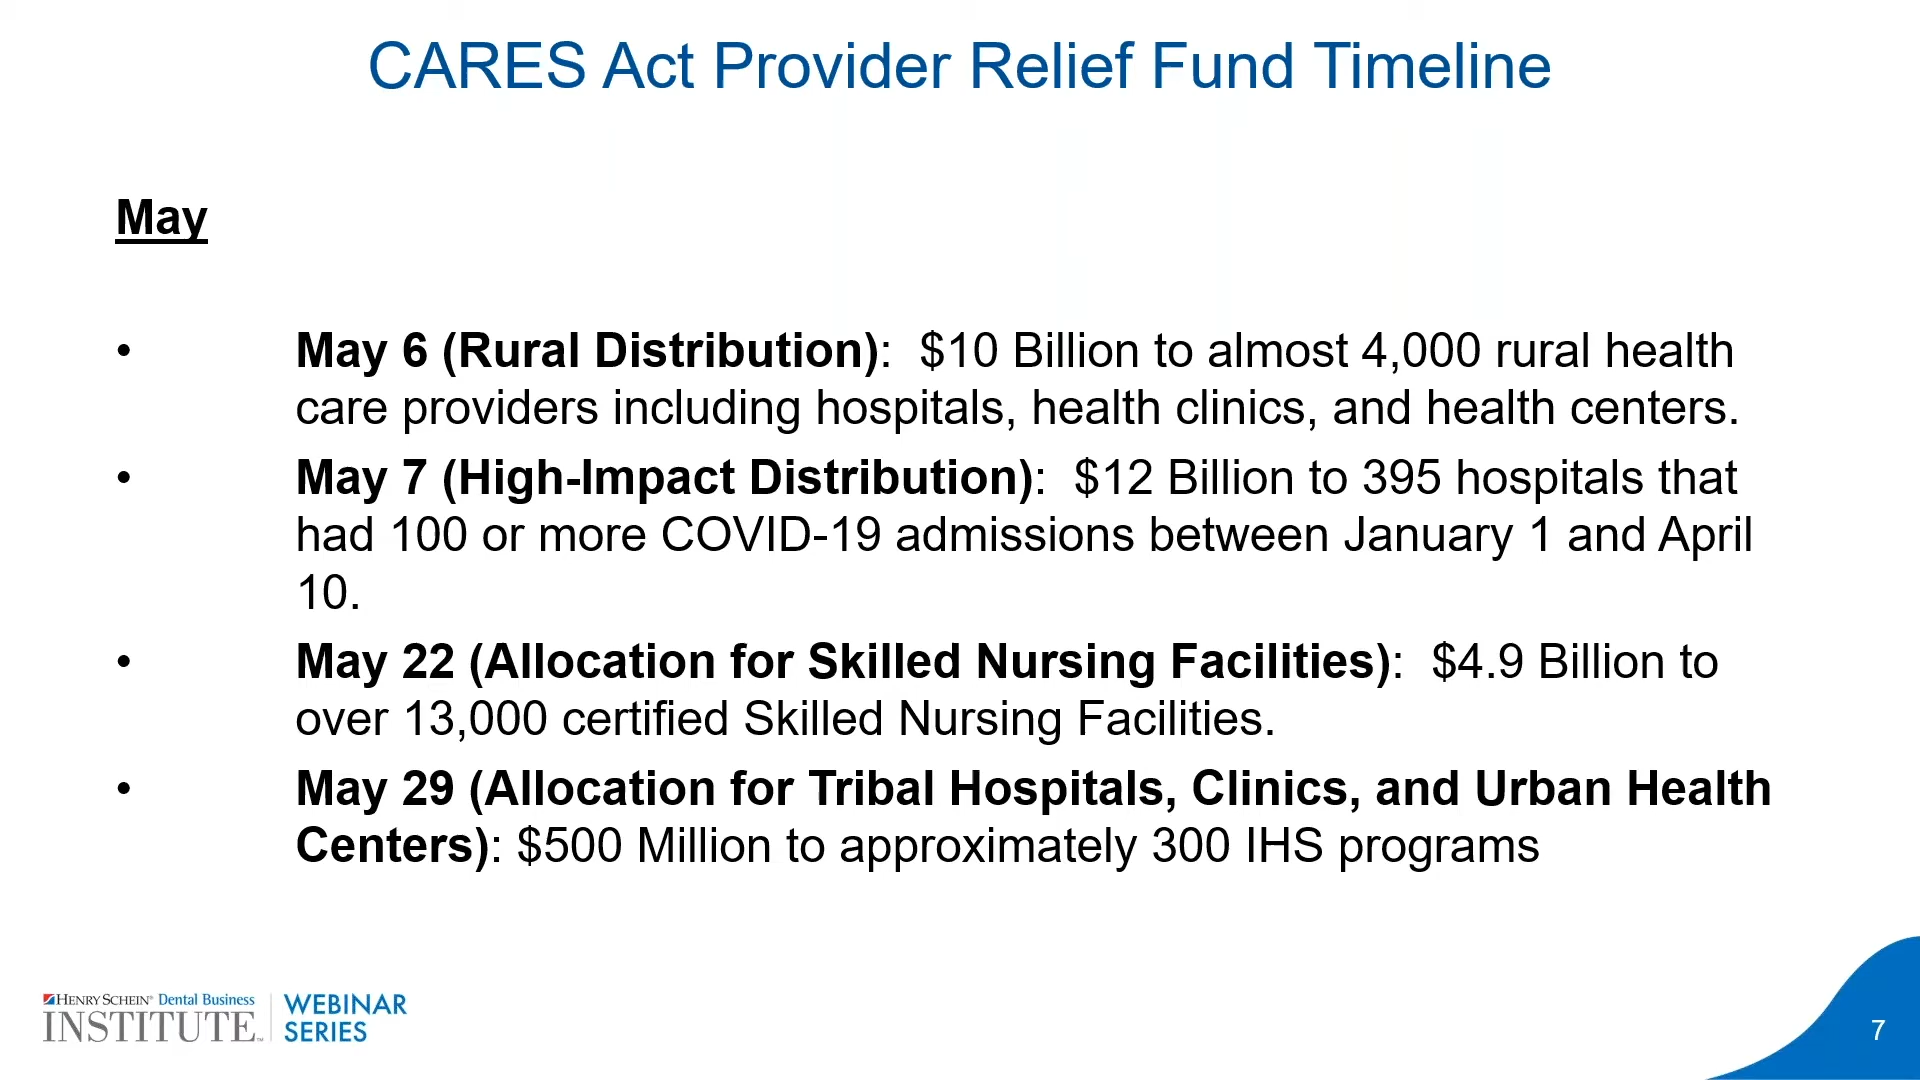 CARES Act Provider Relief Fund Timeline
May
• May 6 (Rural Distribution):  $10 Billion to almost 4,000 rural health
care providers including hospitals, health clinics, and health centers.
• May 7 (High-Impact Distribution):  $12 Billion to 395 hospitals that
had 100 or more COVID-19 admissions between January 1 and April
10.
• May 22 (Allocation for Skilled Nursing Facilities):  $4.9 Billion to
over 13,000 certified Skilled Nursing Facilities.
• May 29 (Allocation for Tribal Hospitals, Clinics, and Urban Health
Centers): $500 Million to approximately 300 IHS programs
HENRY SCHEIN® Dental Business
INSTITUTE™
WEBINAR
SERIES
7